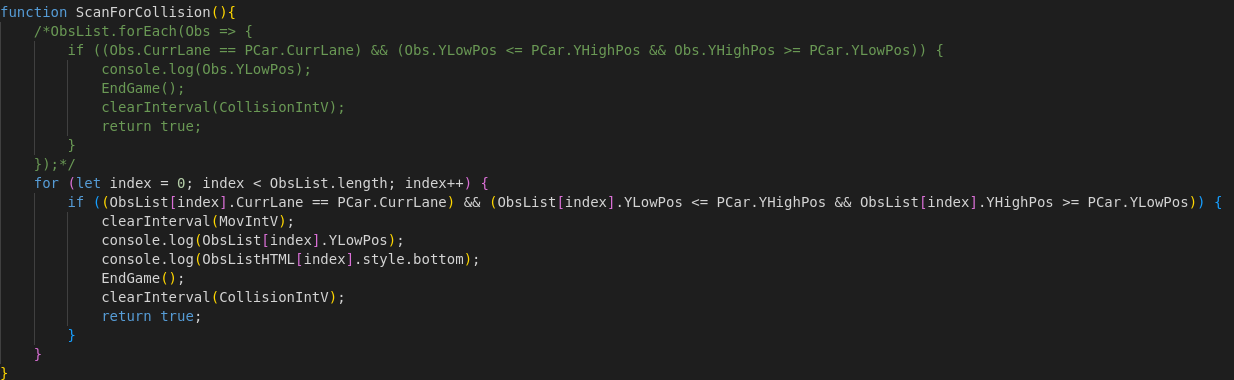 function ScanForCollision(){
    /*ObsList.forEach(Obs => {
        if ((Obs.CurrLane == PCar.CurrLane) && (Obs.YLowPos <= PCar.YHighPos && Obs.YHighPos >= PCar.YLowPos)) {
            console.log(Obs.YLowPos);
            EndGame();
            clearInterval(CollisionIntV);
            return true;
        }
    });*/
    for (let index = 0; index < ObsList.length; index++) {
        if ((ObsList[index].CurrLane == PCar.CurrLane) && (ObsList[index].YLowPos <= PCar.YHighPos && ObsList[index].YHighPos >= PCar.YLowPos)) {
            clearInterval(MovIntV);
            console.log(ObsList[index].YLowPos);
            console.log(ObsListHTML[index].style.bottom);
            EndGame();
            clearInterval(CollisionIntV);
            return true;
        }
    }
}